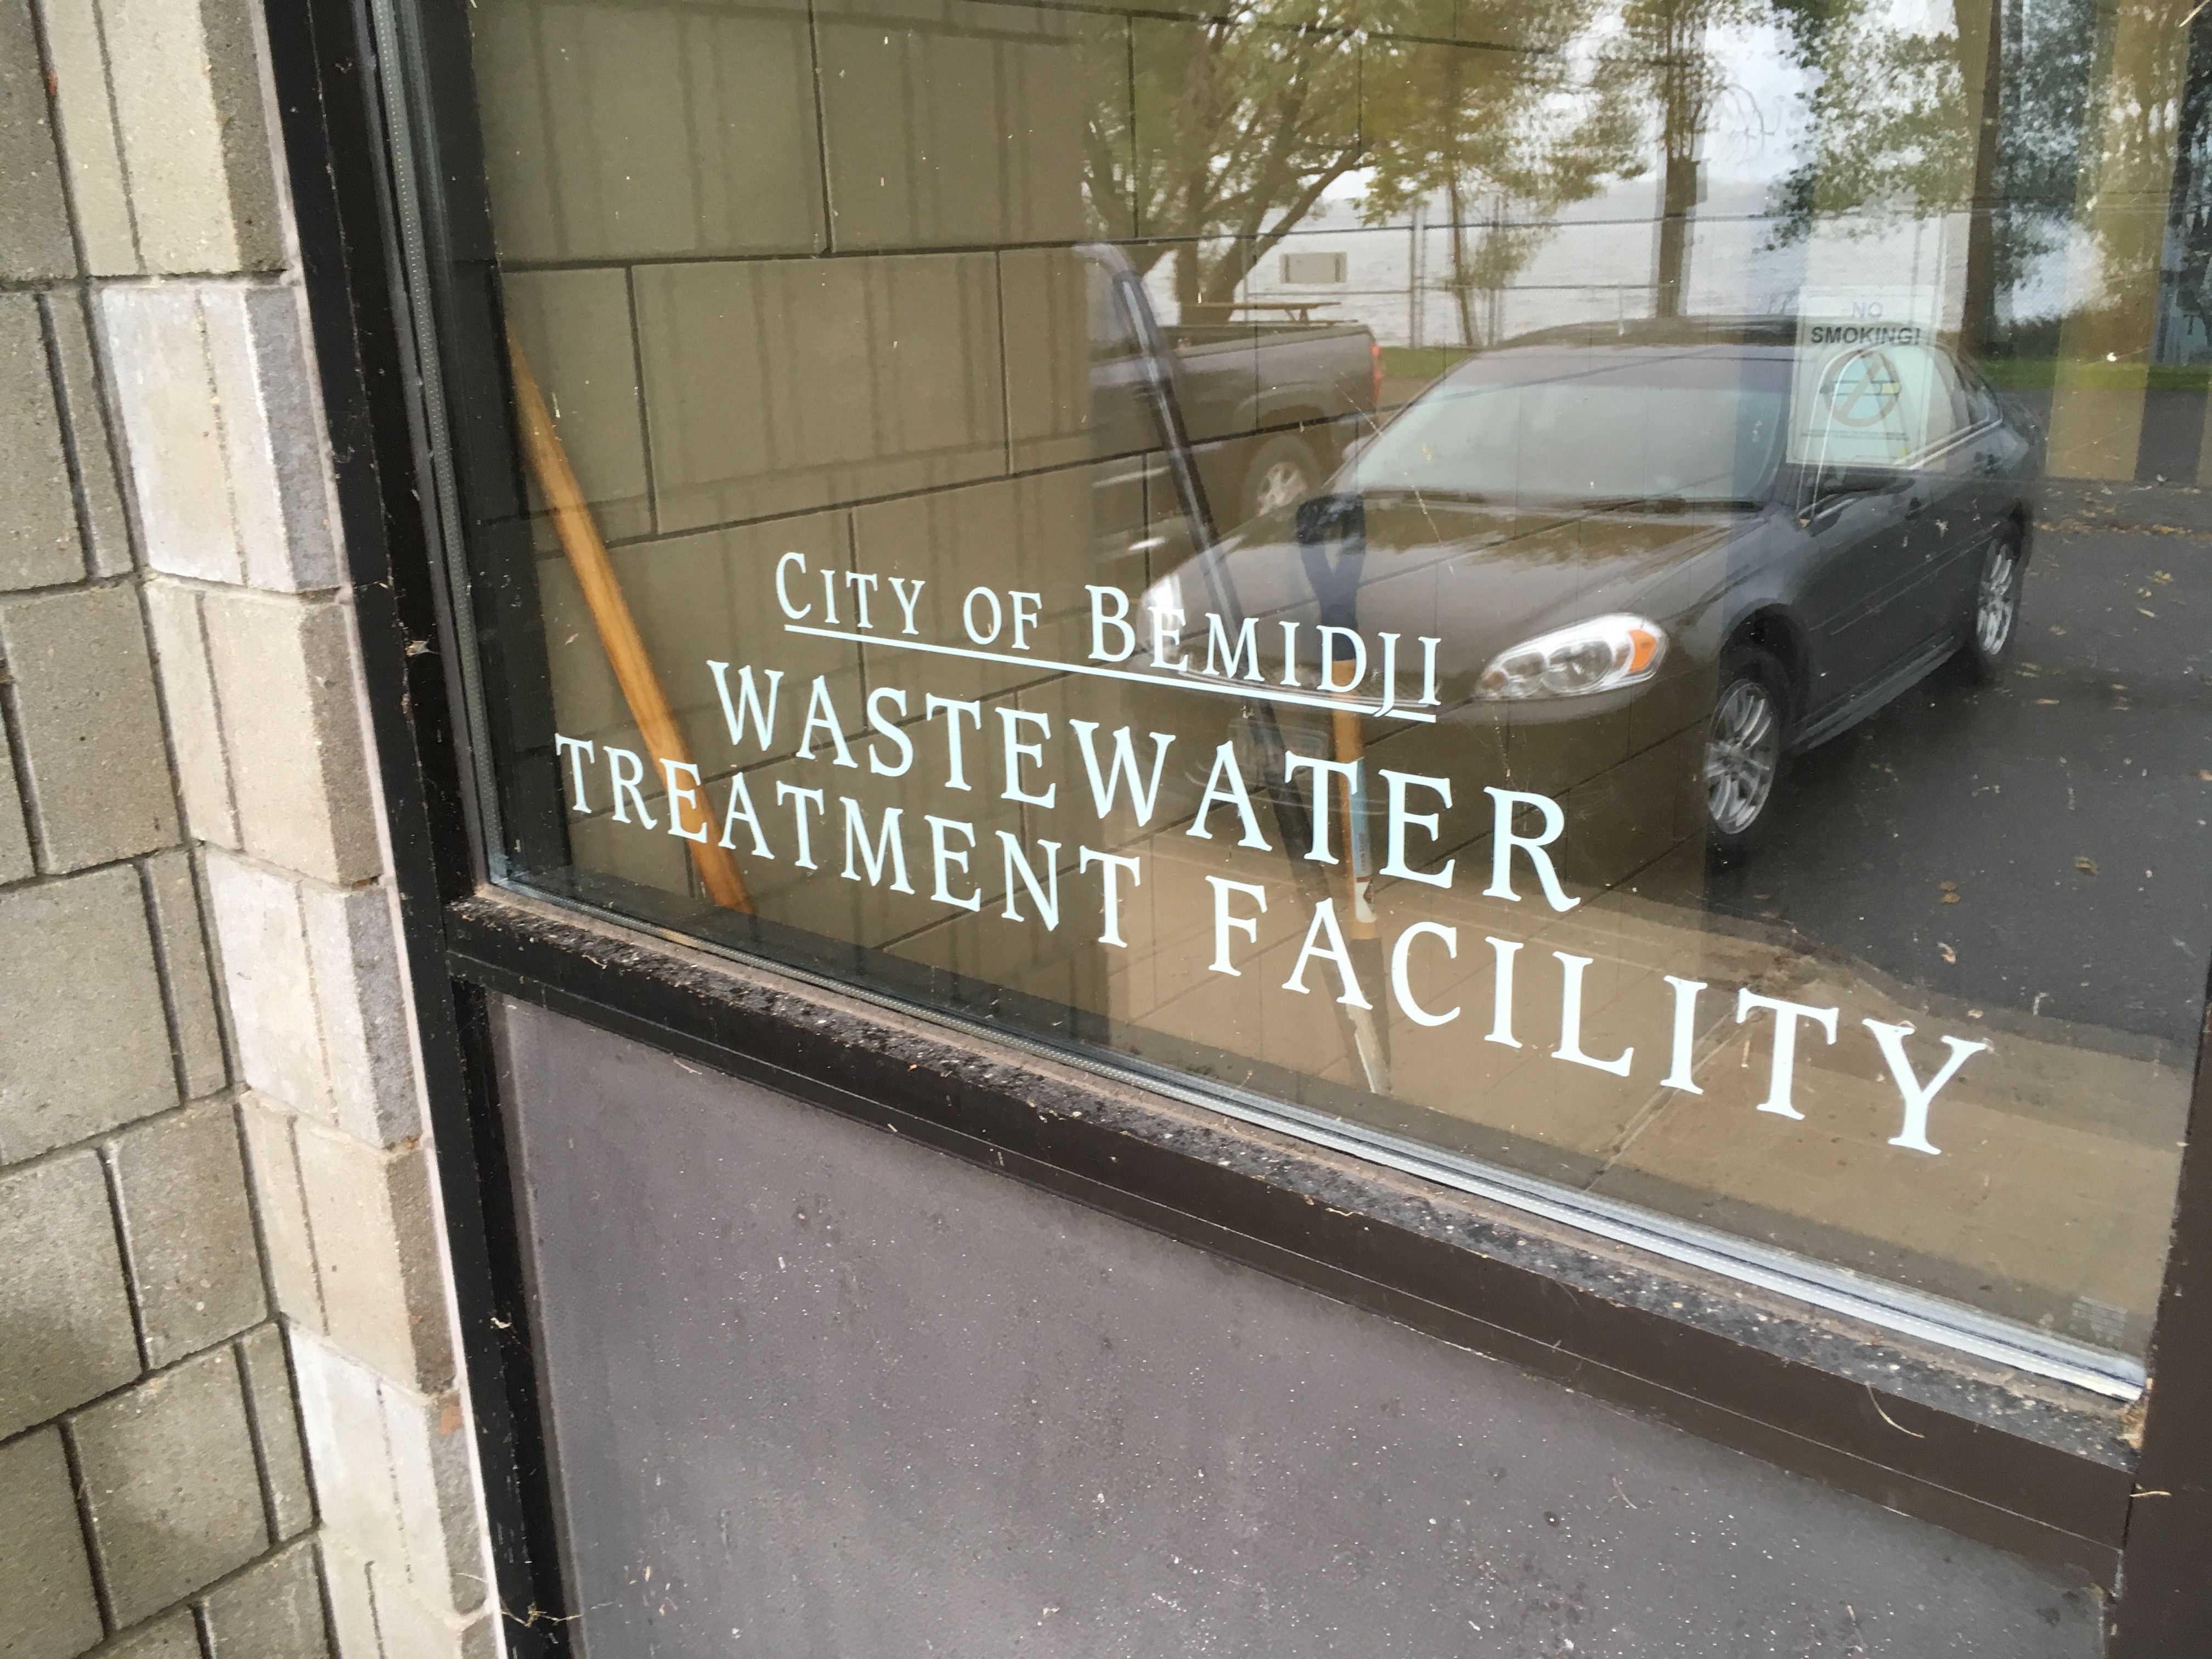 NO
SMOKING!
CITY OF BEMIDJI
WASTEWATER
TREATMENT FACILITY